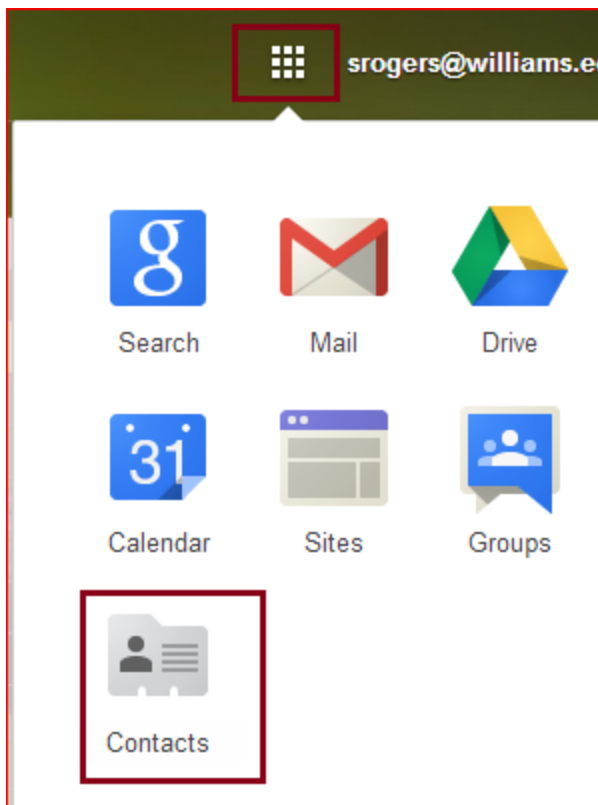 srogers@williams.e
g
Search Mail Drive
31
Calendar Sites Groups
Contacts